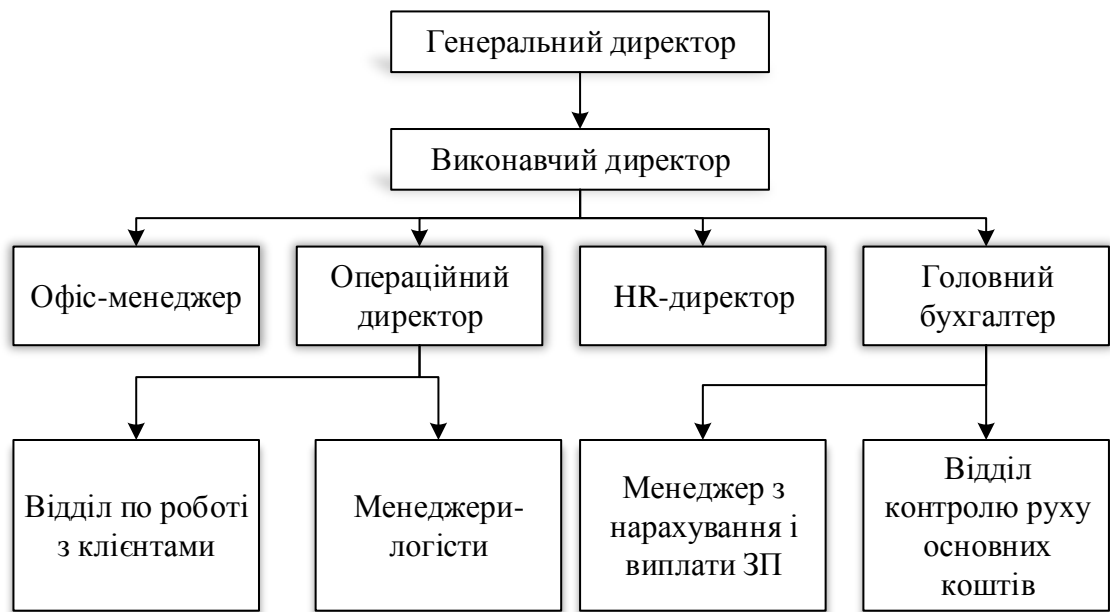 Генеральний директор
Виконавчий директор
Офіс-менеджер
Операційний
директор
HR-директор
Головний
бухгалтер
Відділ по роботі
з клієнтами
Менеджери-
логісти
Менеджер з
нарахування і
виплати ЗП
Відділ
контролю руху
основних
коштів